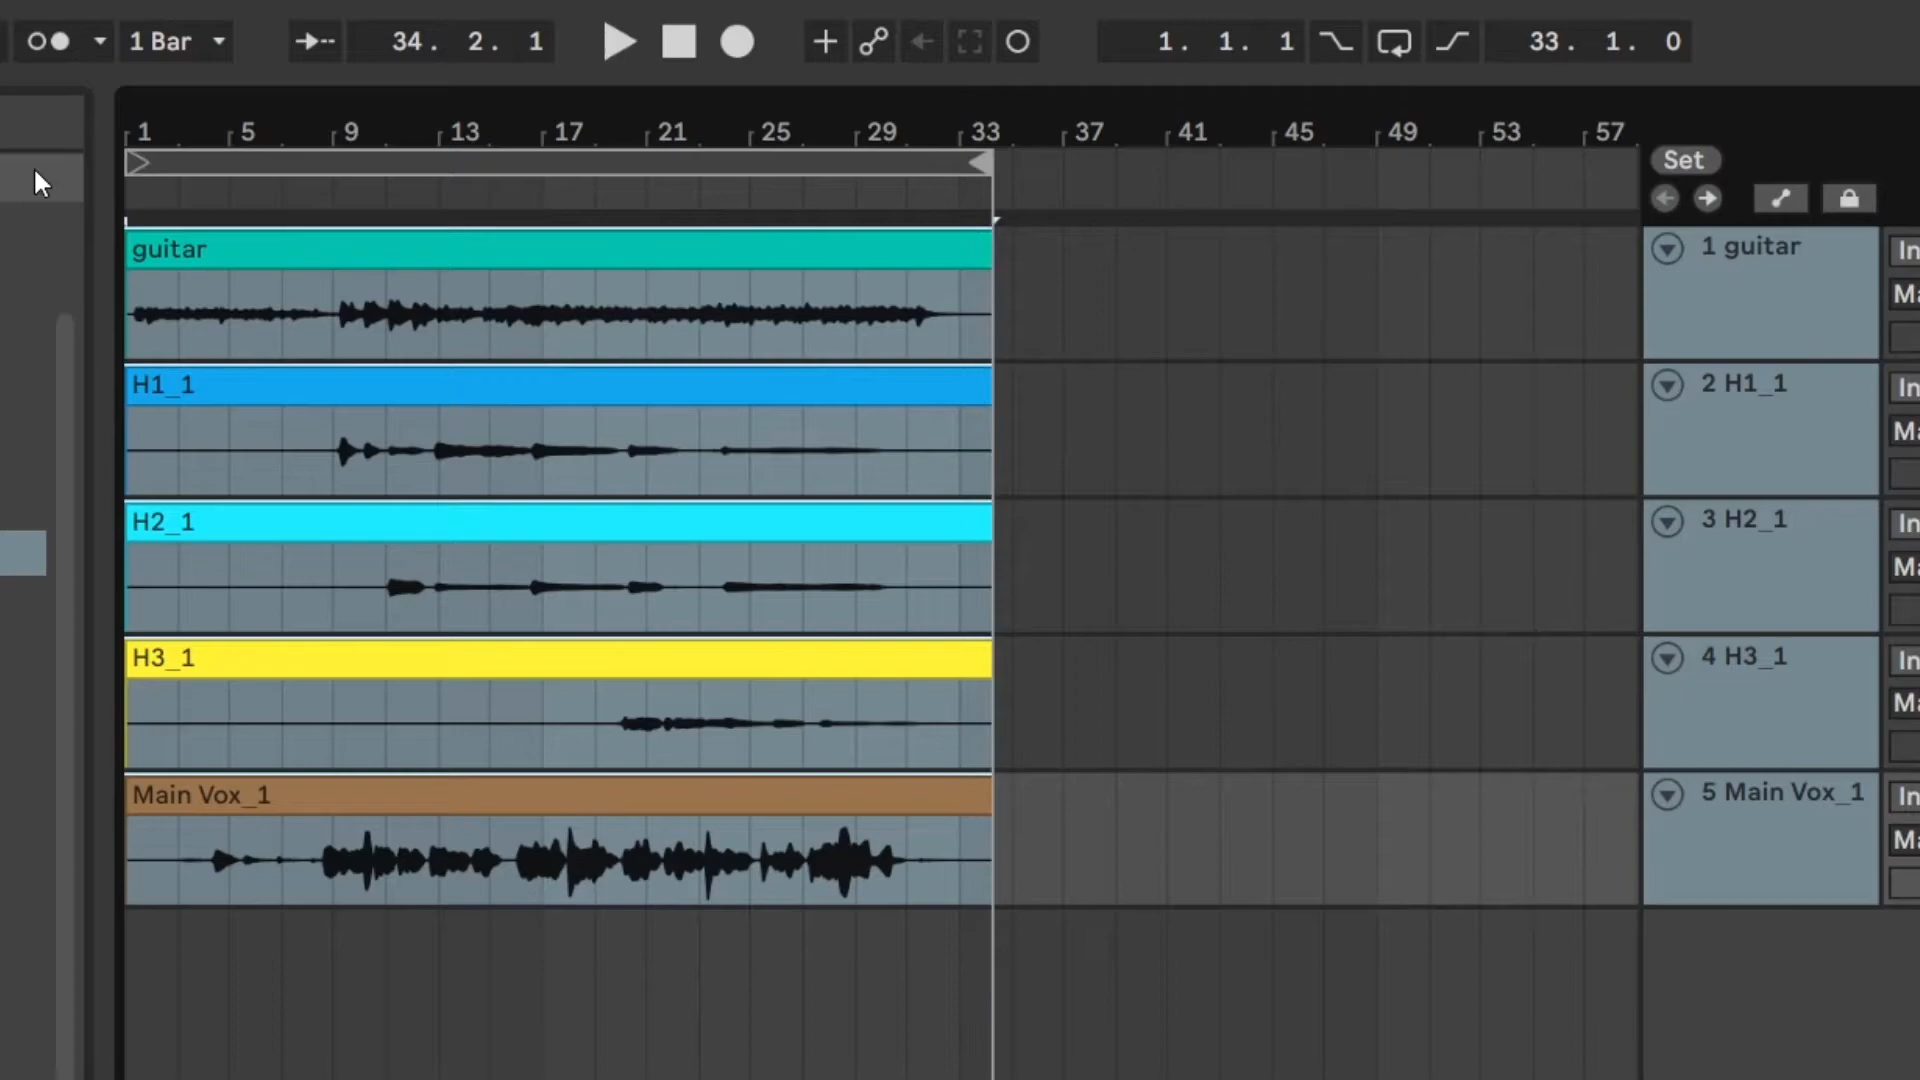 1 Bar
34. 2. 1
1. 1. 1
33. 1. 0
1 5 9 13 17 21 25 29 33 37 41 45 49 53 57
Set
guitar
1 guitar
In
Ma
H1_1
2 H1_1
In
Ma
H2_1
3 H2_1
In
Ma
H3_1
4 H3_1
In
Ma
Main Vox_1
5 Main Vox_1
In
Ma